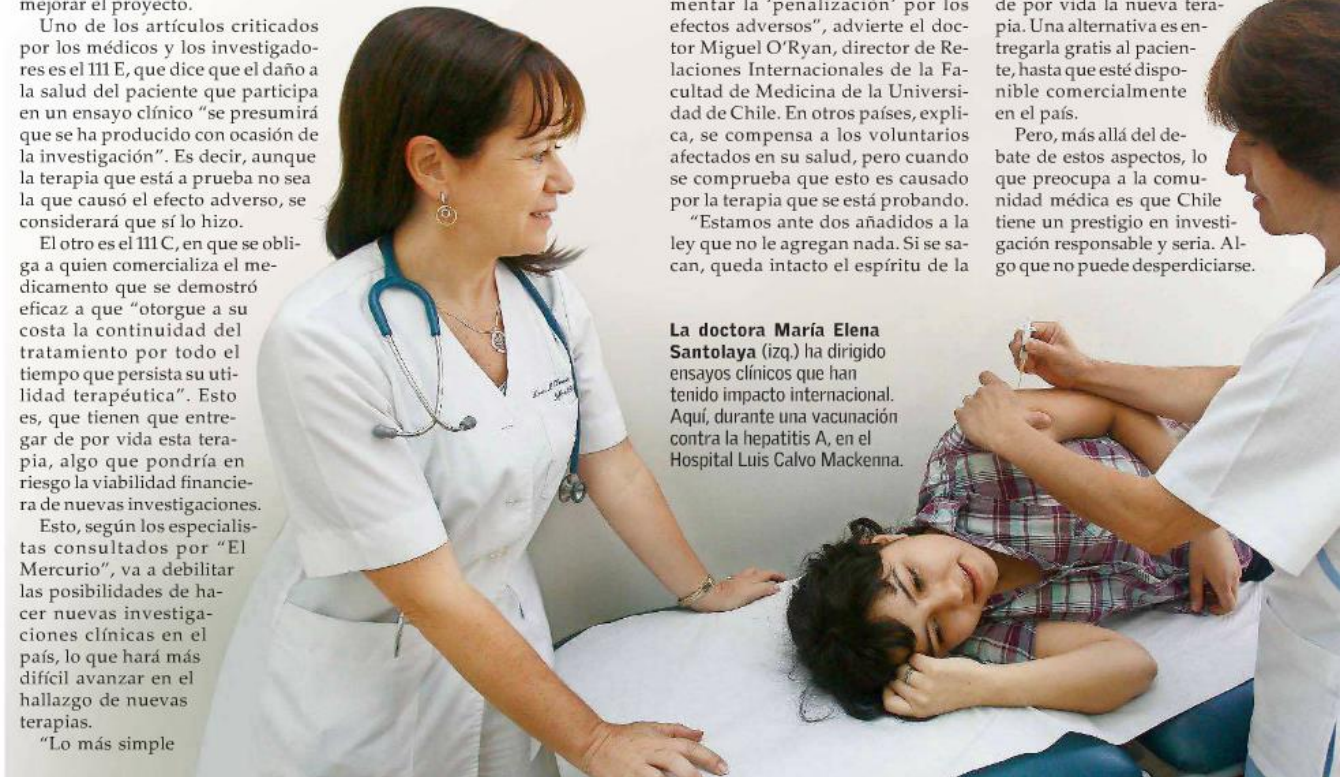 mejorar el proyecto.
Uno de los artículos criticados
por los médicos y los investigado-
res es el 111 E, que dice que el daño a
la salud del paciente que participa
en un ensayo clínico “se presumirá
que se ha producido con ocasión de
la investigación”. Es decir, aunque
la terapia que está a prueba no sea
la que causó el efecto adverso, se
considerará que sí lo hizo.
El otro es el 111 C, en que se obli-
ga a quien comercializa el me-
dicamento que se demostró
eficaz a que “otorgue a su
costa la continuidad del
tratamiento por todo el
tiempo que persista su uti-
lidad terapéutica”. Esto
es, que tienen que entre-
gar de por vida esta tera-
pia, algo que pondría en
riesgo la viabilidad financie-
ra de nuevas investigaciones.
Esto, según los especialis-
tas consultados por “El
Mercurio”, va a debilitar
las posibilidades de ha-
cer nuevas investiga-
ciones clínicas en el
país, lo que hará más
difícil avanzar en el
hallazgo de nuevas
terapias.
“Lo más simple
mentar la ‘penalización’ por los
efectos adversos”, advierte el doc-
tor Miguel O’Ryan, director de Re-
laciones Internacionales de la Fa-
cultad de Medicina de la Universi-
dad de Chile. En otros países, expli-
ca, se compensa a los voluntarios
afectados en su salud, pero cuando
se comprueba que esto es causado
por la terapia que se está probando.
“Estamos ante dos añadidos a la
ley que no le agregan nada. Si se sa-
can, queda intacto el espíritu de la
de por vida la nueva tera-
pia. Una alternativa es en-
tregarla gratis al pacien-
te, hasta que esté dispo-
nible comercialmente
en el país.
Pero, más allá del de-
bate de estos aspectos, lo
que preocupa a la comu-
nidad médica es que Chile
tiene un prestigio en investi-
gación responsable y seria. Al-
go que no puede desperdiciarse.
La doctora María Elena
Santolaya (izq.) ha dirigido
ensayos clínicos que han
tenido impacto internacional.
Aquí, durante una vacunación
contra la hepatitis A, en el
Hospital Luis Calvo Mackenna.